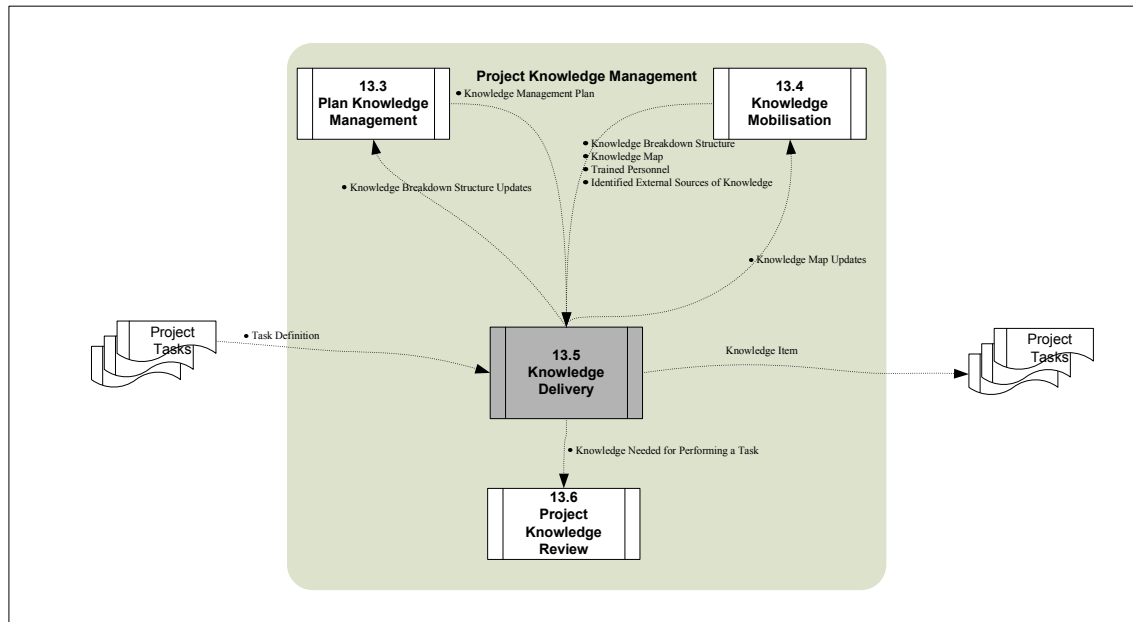 Project Knowledge Management
13.3
Plan Knowledge
Management
• Knowledge Management Plan
13.4
Knowledge
Mobilisation
• Knowledge Breakdown Structure
• Knowledge Map
• Trained Personnel
• Identified External Sources of Knowledge
• Knowledge Breakdown Structure Updates
• Knowledge Map Updates
Project
Tasks
• Task Definition
13.5
Knowledge
Delivery
Knowledge Item
Project
Tasks
• Knowledge Needed for Performing a Task
13.6
Project
Knowledge
Review